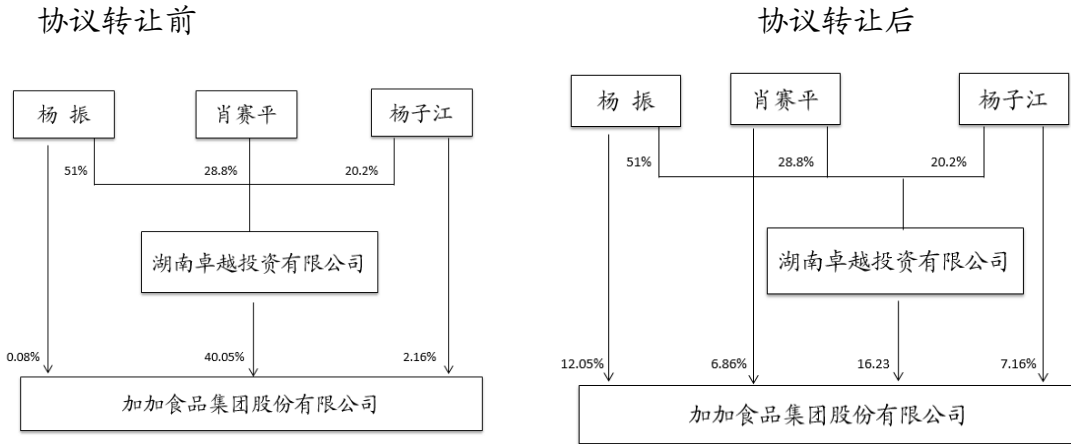 协议转让前
杨 振
肖赛平
杨子江
51%
28.8%
20.2%
湖南卓越投资有限公司
0.08%
40.05%
2.16%
加加食品集团股份有限公司
协议转让后
杨 振
肖赛平
杨子江
51%
28.8%
20.2%
湖南卓越投资有限公司
12.05%
6.86%
16.23
7.16%
加加食品集团股份有限公司